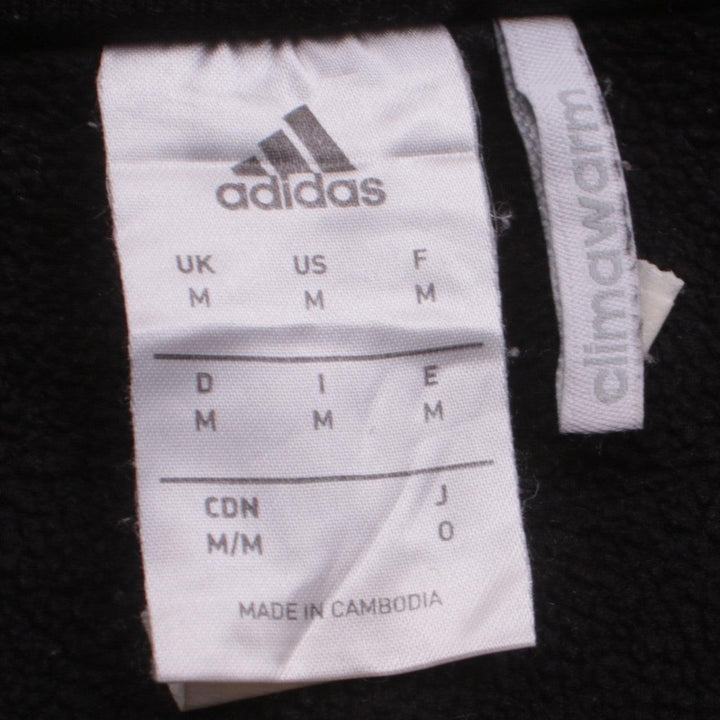 adidas
UK US F
M M M
D I E
M M M
CDN J
M/M O
MADE IN CAMBODIA
climawarm